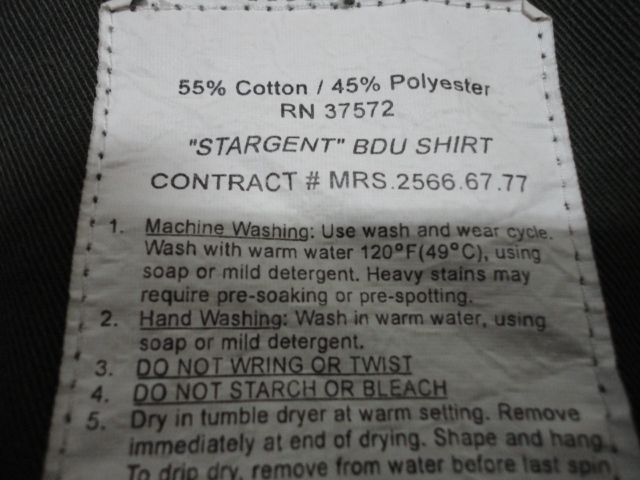 55% Cotton / 45% Polyester
RN 37572
"STARGENT" BDU SHIRT
CONTRACT # MRS.2566.67.77
1. Machine Washing: Use wash and wear cycle.
Wash with warm water 120°F(49°C), using
soap or mild detergent. Heavy stains may
require pre-soaking or pre-spotting.
2. Hand Washing: Wash in warm water, using
soap or mild detergent.
3. DO NOT WRING OR TWIST
4. DO NOT STARCH OR BLEACH
5. Dry in tumble dryer at warm setting. Remove
immediately at end of drying. Shape and hang.
To drip dry, remove from water before last spin